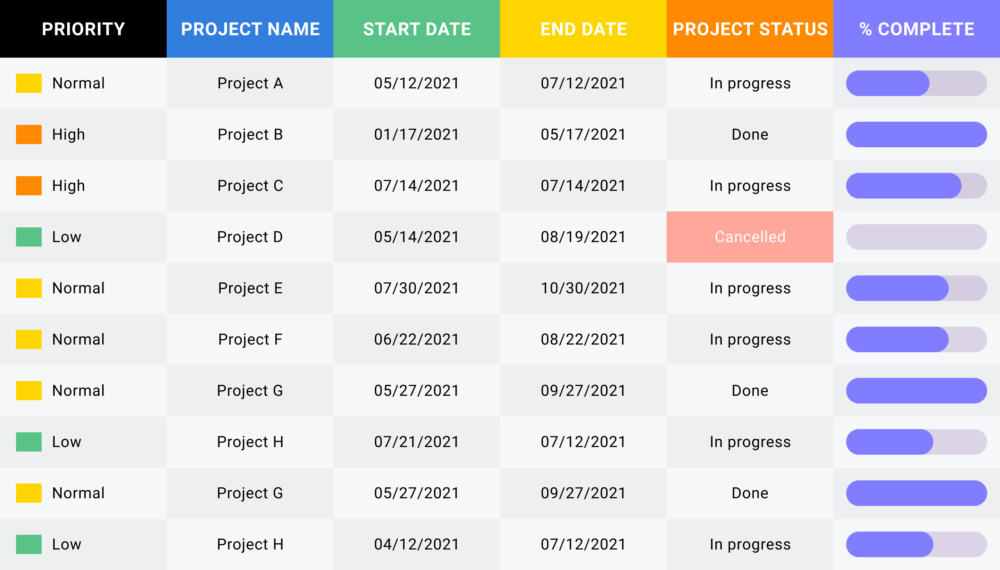 PRIORITY PROJECT NAME START DATE END DATE PROJECT STATUS % COMPLETE
Normal Project A 05/12/2021 07/12/2021 In progress
High Project B 01/17/2021 05/17/2021 Done
High Project C 07/14/2021 07/14/2021 In progress
Low Project D 05/14/2021 08/19/2021 Cancelled
Normal Project E 07/30/2021 10/30/2021 In progress
Normal Project F 06/22/2021 08/22/2021 In progress
Normal Project G 05/27/2021 09/27/2021 Done
Low Project H 07/21/2021 07/12/2021 In progress
Normal Project G 05/27/2021 09/27/2021 Done
Low Project H 04/12/2021 07/12/2021 In progress